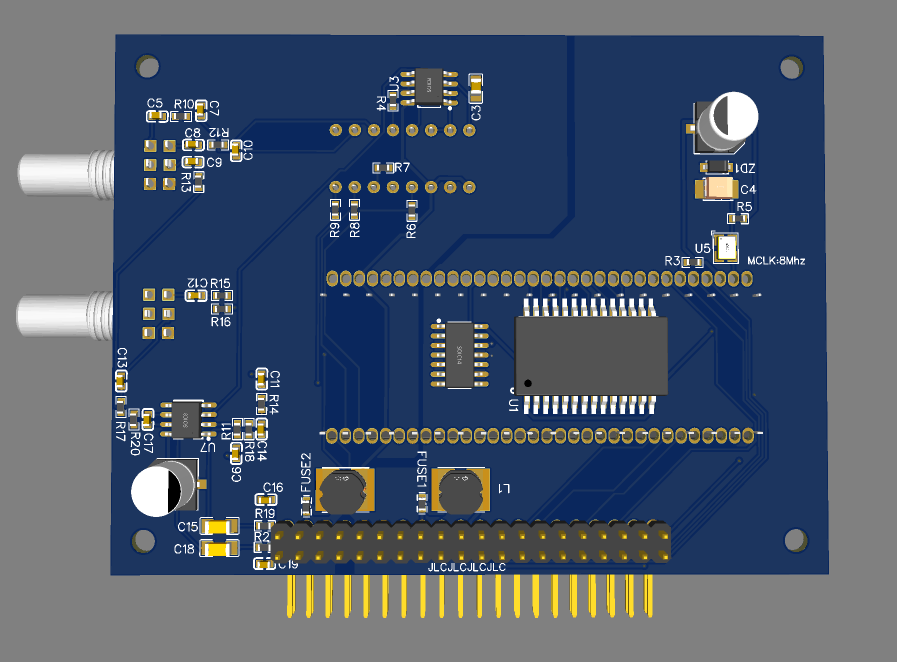 C5
R10
C7
C8
R12
C10
C9
R13
U3
R4
C3
R7
R9
R8
R6
ZD1
C4
R5
U5
R3
MCLK:8Mhz
C12
R15
R16
SOIC14
U1
C13
C11
R14
R17
R20
C17
U7
R11
R18
C14
C6
FUSE2
FUSE1
L1
C16
C15
R19
C18
R2
C19
JLCJLCJLCJLC